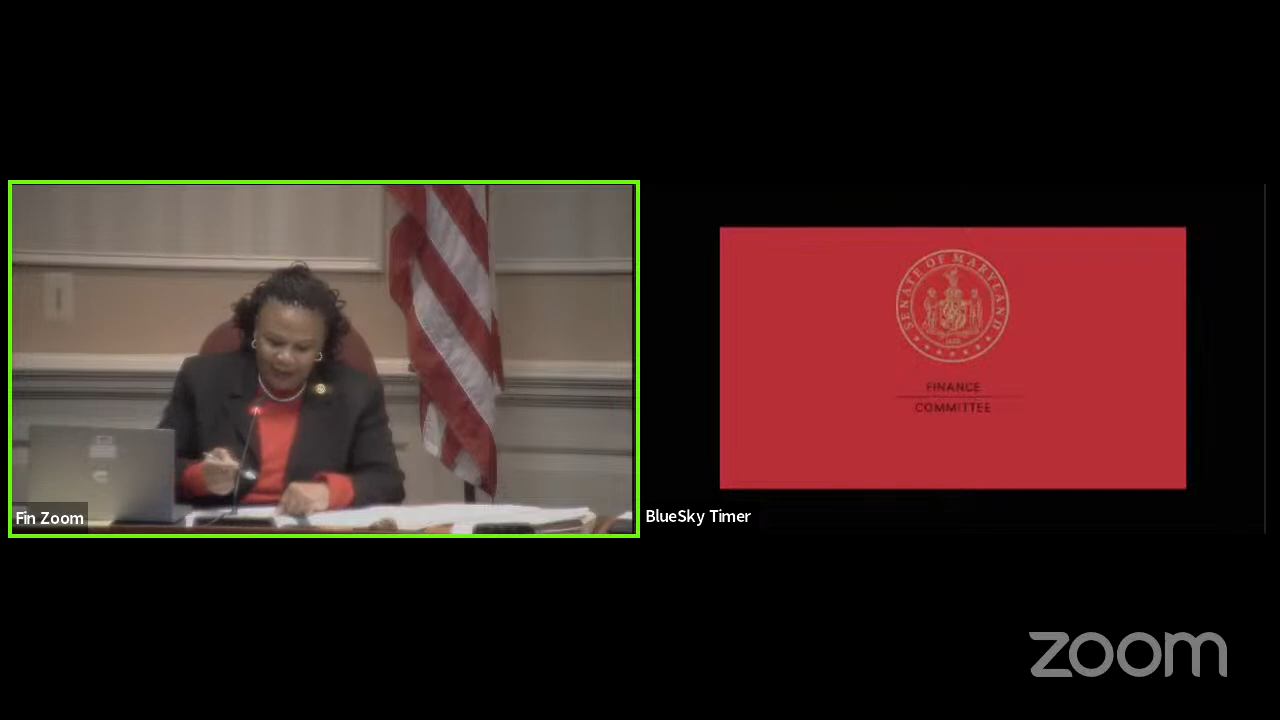 SENATE OF MARYLAND
FINANCE
COMMITTEE
Fin Zoom
BlueSky Timer
zoom